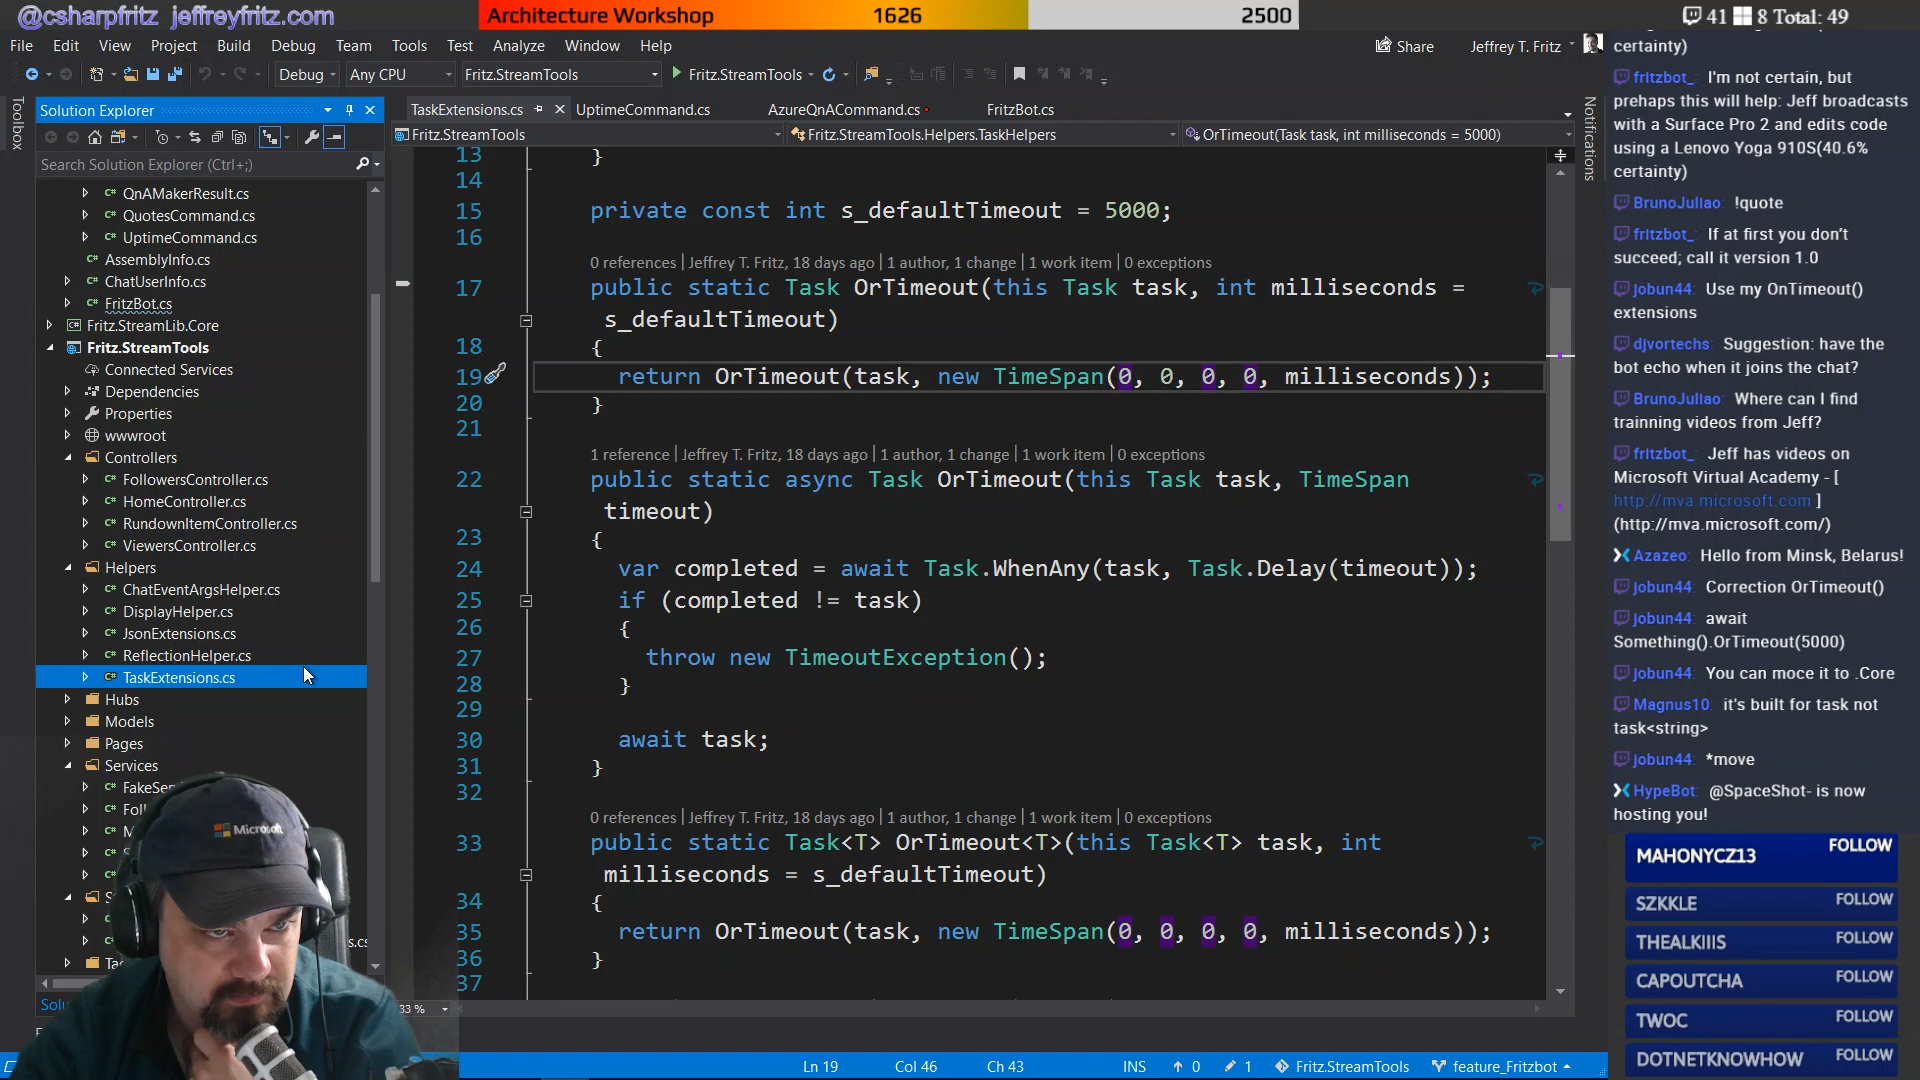 @csharpfritz jeffreyfritz.com
Architecture Workshop 1626 2500
41 8 Total: 49
File Edit View Project Build Debug Team Tools Test Analyze Window Help
Share Jeffrey T. Fritz
Debug Any CPU Fritz.StreamTools Fritz.StreamTools
Toolbox
Solution Explorer
Search Solution Explorer (Ctrl+;)
QnAMakerResult.cs
QuotesCommand.cs
UptimeCommand.cs
AssemblyInfo.cs
ChatUserInfo.cs
FritzBot.cs
Fritz.StreamLib.Core
Fritz.StreamTools
Connected Services
Dependencies
Properties
wwwroot
Controllers
FollowersController.cs
HomeController.cs
RundownItemController.cs
ViewersController.cs
Helpers
ChatEventArgsHelper.cs
DisplayHelper.cs
JsonExtensions.cs
ReflectionHelper.cs
TaskExtensions.cs
Hubs
Models
Pages
Services
TaskExtensions.cs UptimeCommand.cs AzureQnACommand.cs FritzBot.cs
Fritz.StreamTools Fritz.StreamTools.Helpers.TaskHelpers OrTimeout(Task task, int milliseconds = 5000)
13 }
14
15 private const int s_defaultTimeout = 5000;
16
0 references | Jeffrey T. Fritz, 18 days ago | 1 author, 1 change | 1 work item | 0 exceptions
17 public static Task OrTimeout(this Task task, int milliseconds =
s_defaultTimeout)
18 {
19 return OrTimeout(task, new TimeSpan(0, 0, 0, 0, milliseconds));
20 }
21
1 reference | Jeffrey T. Fritz, 18 days ago | 1 author, 1 change | 1 work item | 0 exceptions
22 public static async Task OrTimeout(this Task task, TimeSpan
timeout)
23 {
24 var completed = await Task.WhenAny(task, Task.Delay(timeout));
25 if (completed != task)
26 {
27 throw new TimeoutException();
28 }
29
30 await task;
31 }
32
0 references | Jeffrey T. Fritz, 18 days ago | 1 author, 1 change | 1 work item | 0 exceptions
33 public static Task<T> OrTimeout<T>(this Task<T> task, int
milliseconds = s_defaultTimeout)
34 {
35 return OrTimeout(task, new TimeSpan(0, 0, 0, 0, milliseconds));
36 }
37
Notifications
certainty)
fritzbot_: I'm not certain, but
prehaps this will help: Jeff broadcasts
with a Surface Pro 2 and edits code
using a Lenovo Yoga 910S(40.6%
certainty)
BrunoJuliao: !quote
fritzbot_: If at first you don't
succeed; call it version 1.0
jobun44: Use my OnTimeout()
extensions
djvortechs: Suggestion: have the
bot echo when it joins the chat?
BrunoJuliao: Where can I find
trainning videos from Jeff?
fritzbot_: Jeff has videos on
Microsoft Virtual Academy - [
http://mva.microsoft.com ]
(http://mva.microsoft.com/)
Azazeo: Hello from Minsk, Belarus!
jobun44: Correction OrTimeout()
jobun44: await
Something().OrTimeout(5000)
jobun44: You can moce it to .Core
Magnus10: it's built for task not
task<string>
jobun44: *move
HypeBot: @SpaceShot- is now
hosting you!
MAHONYCZ13 FOLLOW
SZKKLE FOLLOW
THEALKIIIS FOLLOW
CAPOUTCHA FOLLOW
TWOC FOLLOW
DOTNETKNOWHOW FOLLOW
Microsoft
33 %
Ln 19 Col 46 Ch 43 INS 0 1 Fritz.StreamTools feature_Fritzbot